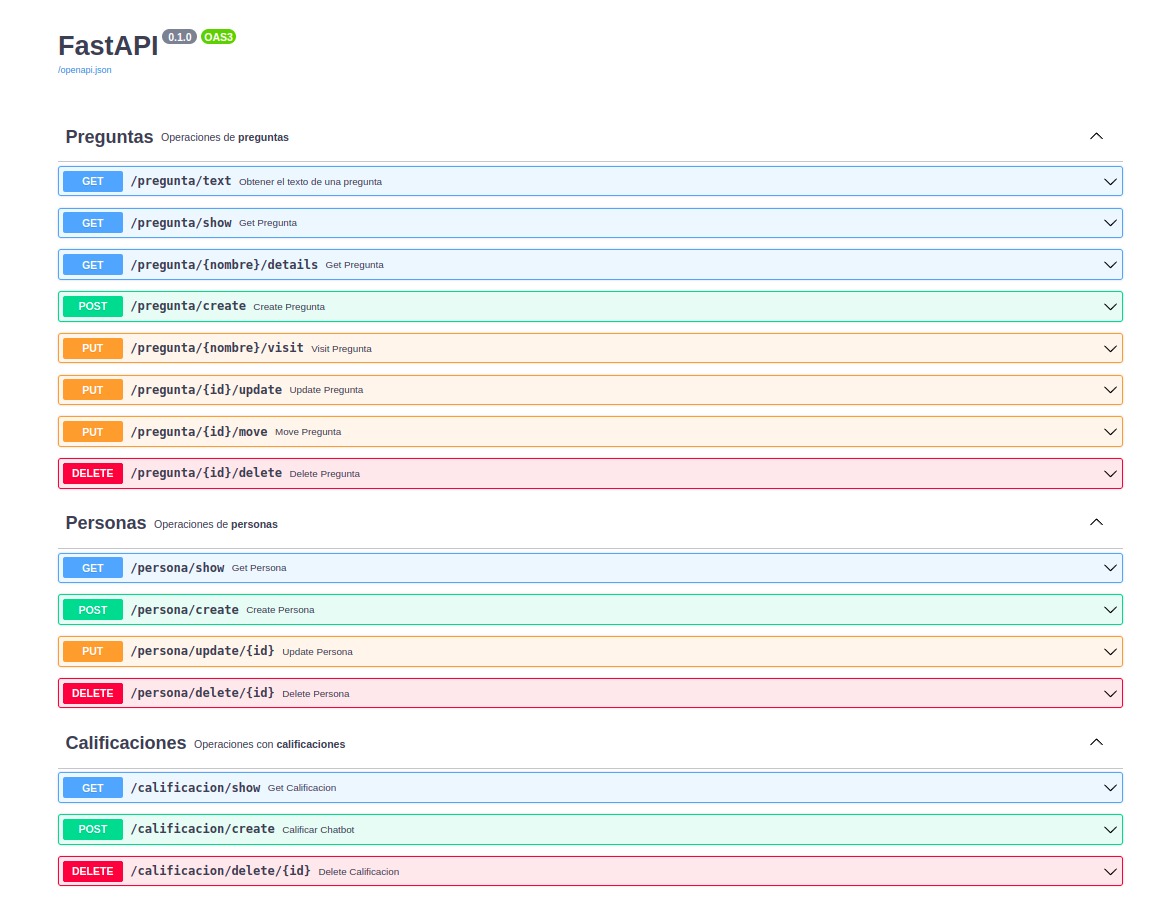 FastAPI 0.1.0 OAS3
/openapi.json
Preguntas Operaciones de preguntas
GET /pregunta/text Obtener el texto de una pregunta
GET /pregunta/show Get Pregunta
GET /pregunta/{nombre}/details Get Pregunta
POST /pregunta/create Create Pregunta
PUT /pregunta/{nombre}/visit Visit Pregunta
PUT /pregunta/{id}/update Update Pregunta
PUT /pregunta/{id}/move Move Pregunta
DELETE /pregunta/{id}/delete Delete Pregunta
Personas Operaciones de personas
GET /persona/show Get Persona
POST /persona/create Create Persona
PUT /persona/update/{id} Update Persona
DELETE /persona/delete/{id} Delete Persona
Calificaciones Operaciones con calificaciones
GET /calificacion/show Get Calificacion
POST /calificacion/create Calificar Chatbot
DELETE /calificacion/delete/{id} Delete Calificacion